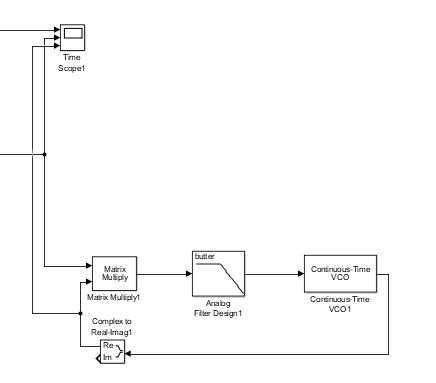 Time
Scope1
butter
Matrix
Multiply
Continuous-Time
VCO
Matrix Multiply1
Analog
Filter Design1
Continuous-Time
VCO1
Complex to
Real-Imag1
Re
Im